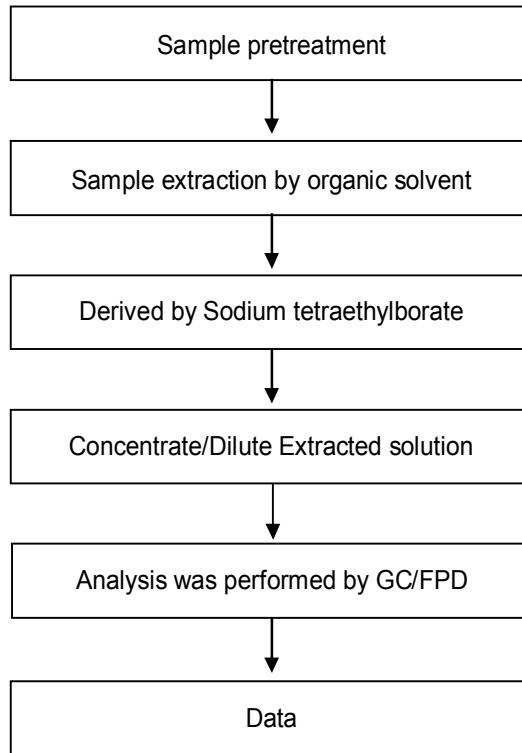 Sample pretreatment
Sample extraction by organic solvent
Derived by Sodium tetraethylborate
Concentrate/Dilute Extracted solution
Analysis was performed by GC/FPD
Data